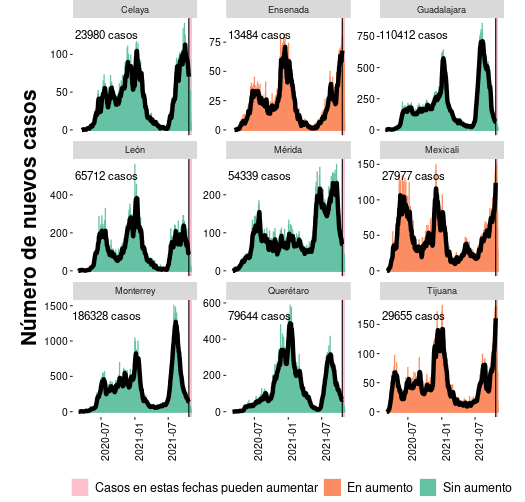 Celaya Ensenada Guadalajara
23980 casos 13484 casos 110412 casos
100 75 750
50 50 500
25 250
0 0 0
León Mérida Mexicali
65712 casos 54339 casos 27977 casos
150
400 200 100
200 100 50
0 0 0
Monterrey Querétaro Tijuana
186328 casos 79644 casos 29655 casos
1500 600 150
1000 400 100
500 200 50
0 0 0
2020-07 2021-01 2021-07 2020-07 2021-01 2021-07 2020-07 2021-01 2021-07
Número de nuevos casos
Casos en estas fechas pueden aumentar En aumento Sin aumento